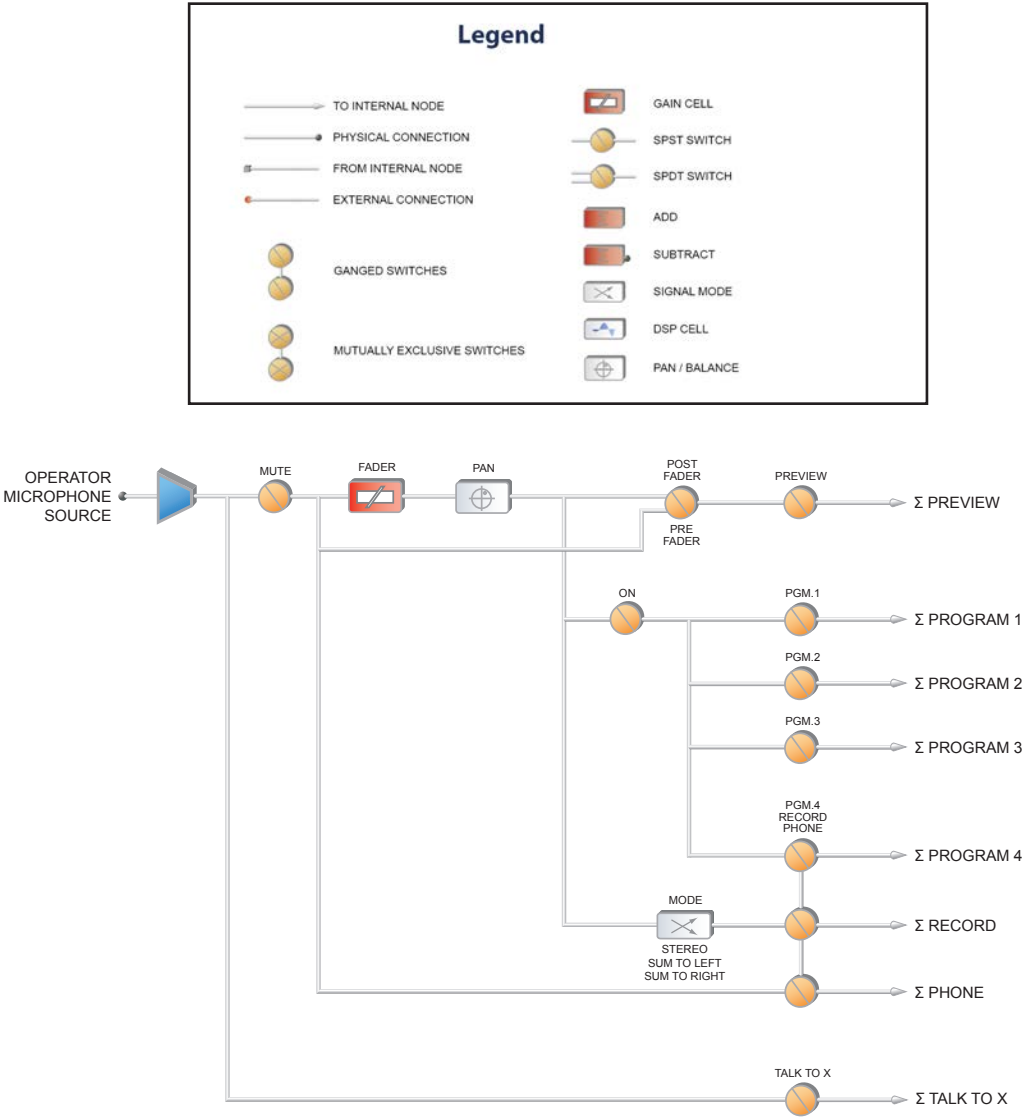 Legend
TO INTERNAL NODE
PHYSICAL CONNECTION
FROM INTERNAL NODE
EXTERNAL CONNECTION
GANGED SWITCHES
MUTUALLY EXCLUSIVE SWITCHES
GAIN CELL
SPST SWITCH
SPDT SWITCH
ADD
SUBTRACT
SIGNAL MODE
DSP CELL
PAN / BALANCE
OPERATOR
MICROPHONE
SOURCE
MUTE
FADER
PAN
POST
FADER
PRE
FADER
PREVIEW
Σ PREVIEW
ON
PGM.1
Σ PROGRAM 1
PGM.2
Σ PROGRAM 2
PGM.3
Σ PROGRAM 3
PGM.4
RECORD
PHONE
Σ PROGRAM 4
MODE
STEREO
SUM TO LEFT
SUM TO RIGHT
Σ RECORD
Σ PHONE
TALK TO X
Σ TALK TO X